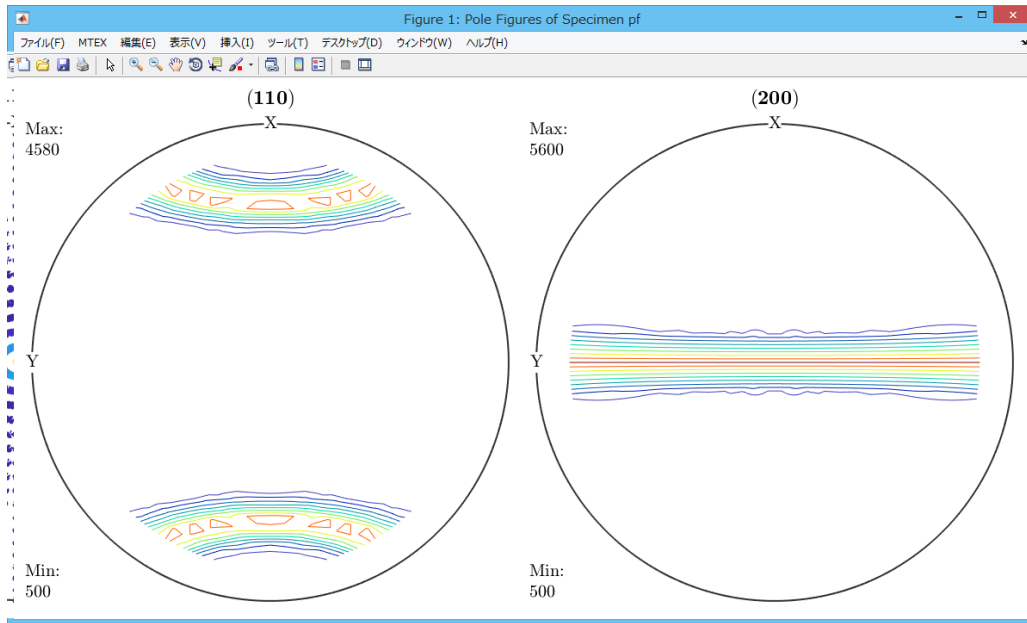 Figure 1: Pole Figures of Specimen pf
ファイル(F) MTEX 編集(E) 表示(V) 挿入(I) ツール(T) デスクトップ(D) ウィンドウ(W) ヘルプ(H)
(110)
X
Max:
4580
Y
Min:
500
(200)
X
Max:
5600
Y
Min:
500